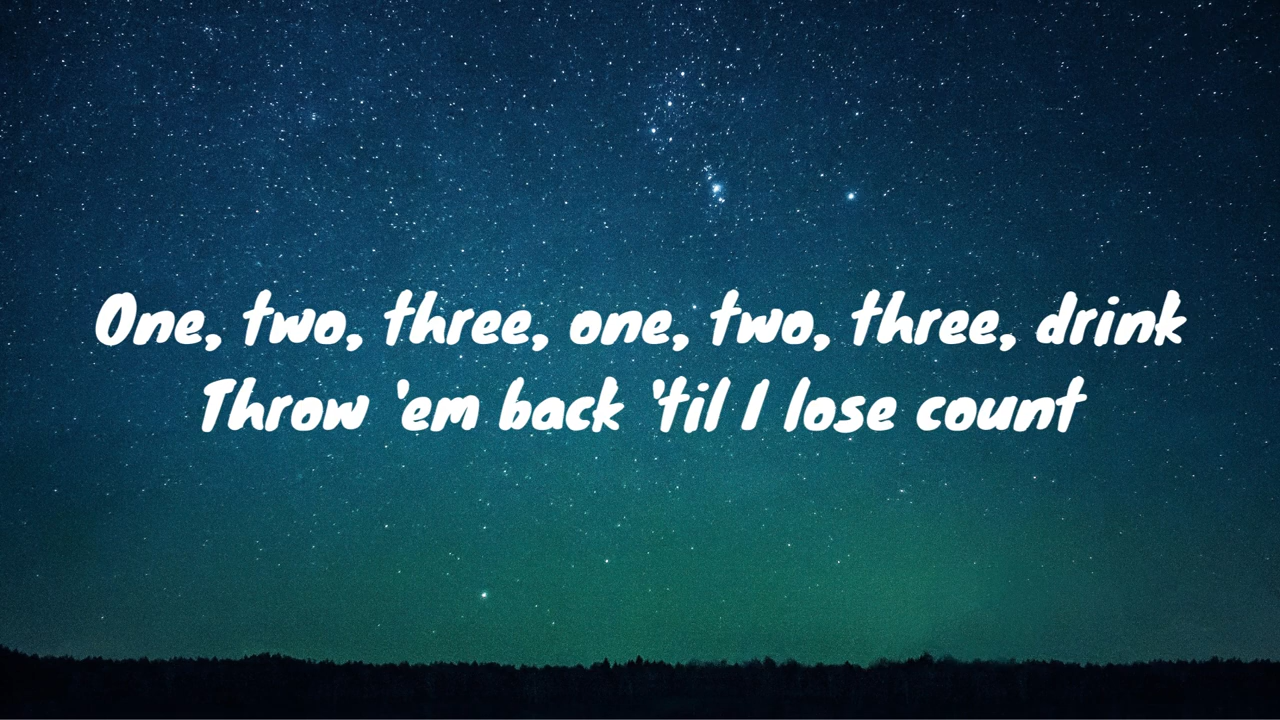 One, two, three, one, two, three, drink
Throw 'em back 'til I lose count